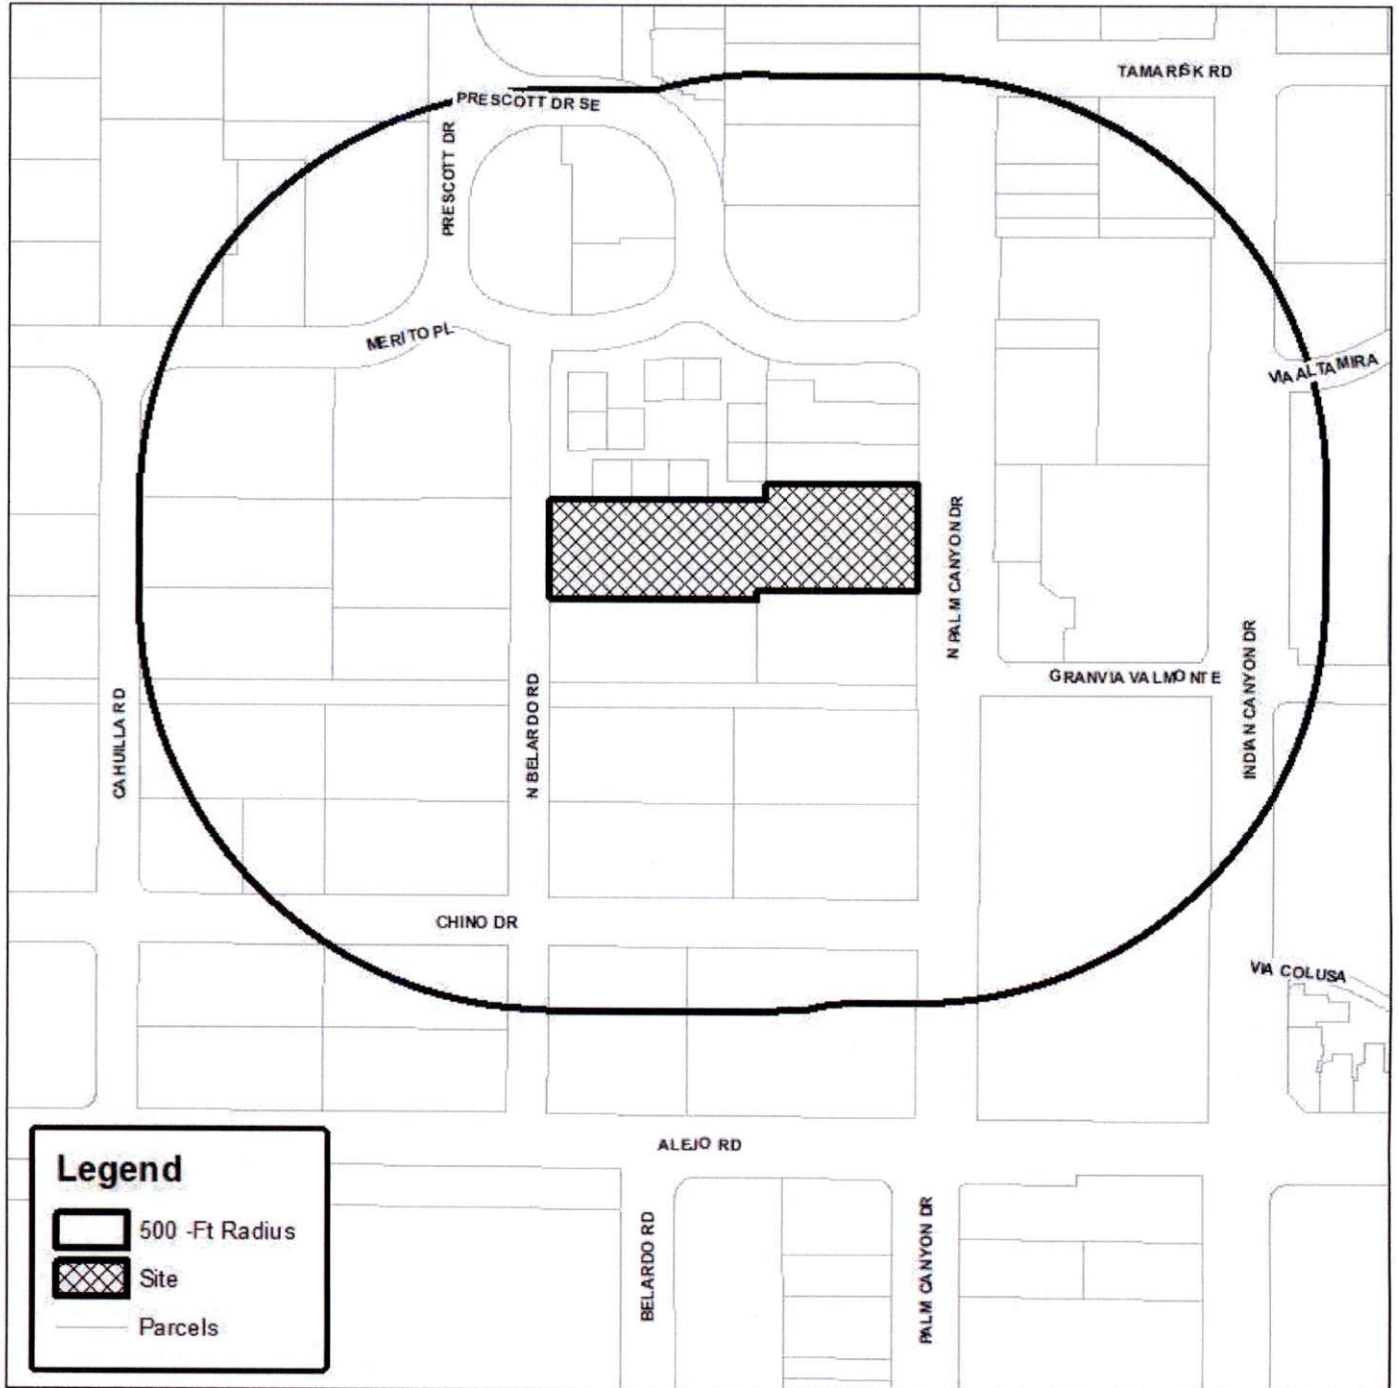 TAMARISK RD
PRESCOTT DR SE
PRESCOTT DR
MERITO PL
VIA ALTAMIRA
N PALM CANYON DR
GRANVIA VALMONTE
INDIAN CANYON DR
CAHUILLA RD
N BELARDO RD
CHINO DR
VIA COLUSA
ALEJO RD
BELARDO RD
PALM CANYON DR
Legend
500 -Ft Radius
Site
Parcels